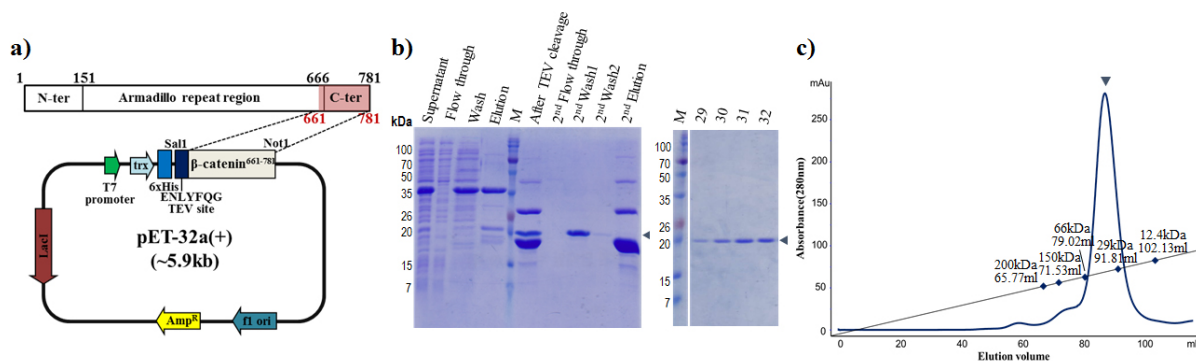 a)
1 151 666 781
N-ter Armadillo repeat region C-ter
661 781
Sal1 Not1
trx β-catenin661-781
T7
promoter
6xHis
ENLYFQG
TEV site
pET-32a(+)
(~5.9kb)
LacI
AmpR
f1 ori
b)
Supernatant
Flow through
Wash
Elution
M
After TEV cleavage
2nd Flow through
2nd Wash1
2nd Wash2
2nd Elution
kDa
100
70
50
35
26
20
15
7
M
29
30
31
32
100
70
50
35
26
20
15
7
c)
mAu
300
250
200
150
100
50
0
Absorbance(280nm)
200kDa
65.77ml
150kDa
71.53ml
66kDa
79.02ml
29kDa
91.81ml
12.4kDa
102.13ml
0 20 40 60 80 100 ml
Elution volume